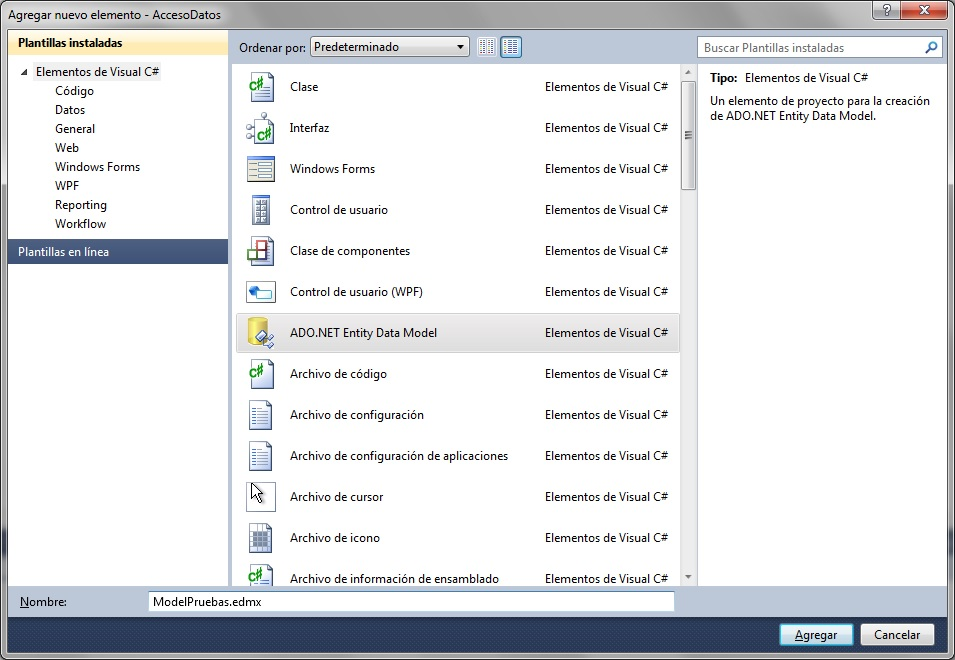 Agregar nuevo elemento - AccesoDatos
?
Plantillas instaladas
Elementos de Visual C#
Código
Datos
General
Web
Windows Forms
WPF
Reporting
Workflow
Plantillas en línea
Ordenar por: Predeterminado
Clase Elementos de Visual C#
Interfaz Elementos de Visual C#
Windows Forms Elementos de Visual C#
Control de usuario Elementos de Visual C#
Clase de componentes Elementos de Visual C#
Control de usuario (WPF) Elementos de Visual C#
ADO.NET Entity Data Model Elementos de Visual C#
Archivo de código Elementos de Visual C#
Archivo de configuración Elementos de Visual C#
Archivo de configuración de aplicaciones Elementos de Visual C#
Archivo de cursor Elementos de Visual C#
Archivo de icono Elementos de Visual C#
Archivo de información de ensamblado Elementos de Visual C#
Buscar Plantillas instaladas
Tipo: Elementos de Visual C#
Un elemento de proyecto para la creación
de ADO.NET Entity Data Model.
Nombre: ModelPruebas.edmx
Agregar
Cancelar